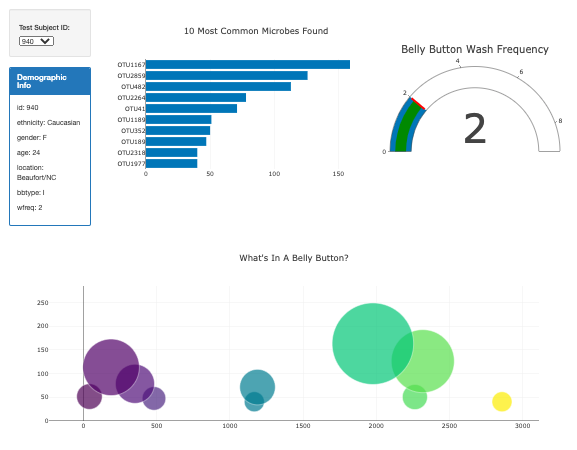 Test Subject ID:
940
Demographic
Info
id: 940
ethnicity: Caucasian
gender: F
age: 24
location:
Beaufort/NC
bbtype: I
wfreq: 2
10 Most Common Microbes Found
OTU1167
OTU2859
OTU482
OTU2264
OTU41
OTU1189
OTU352
OTU189
OTU2318
OTU1977
0 50 100 150
Belly Button Wash Frequency
0
2
4
6
8
2
What's In A Belly Button?
250
200
150
100
50
0
0 500 1000 1500 2000 2500 3000